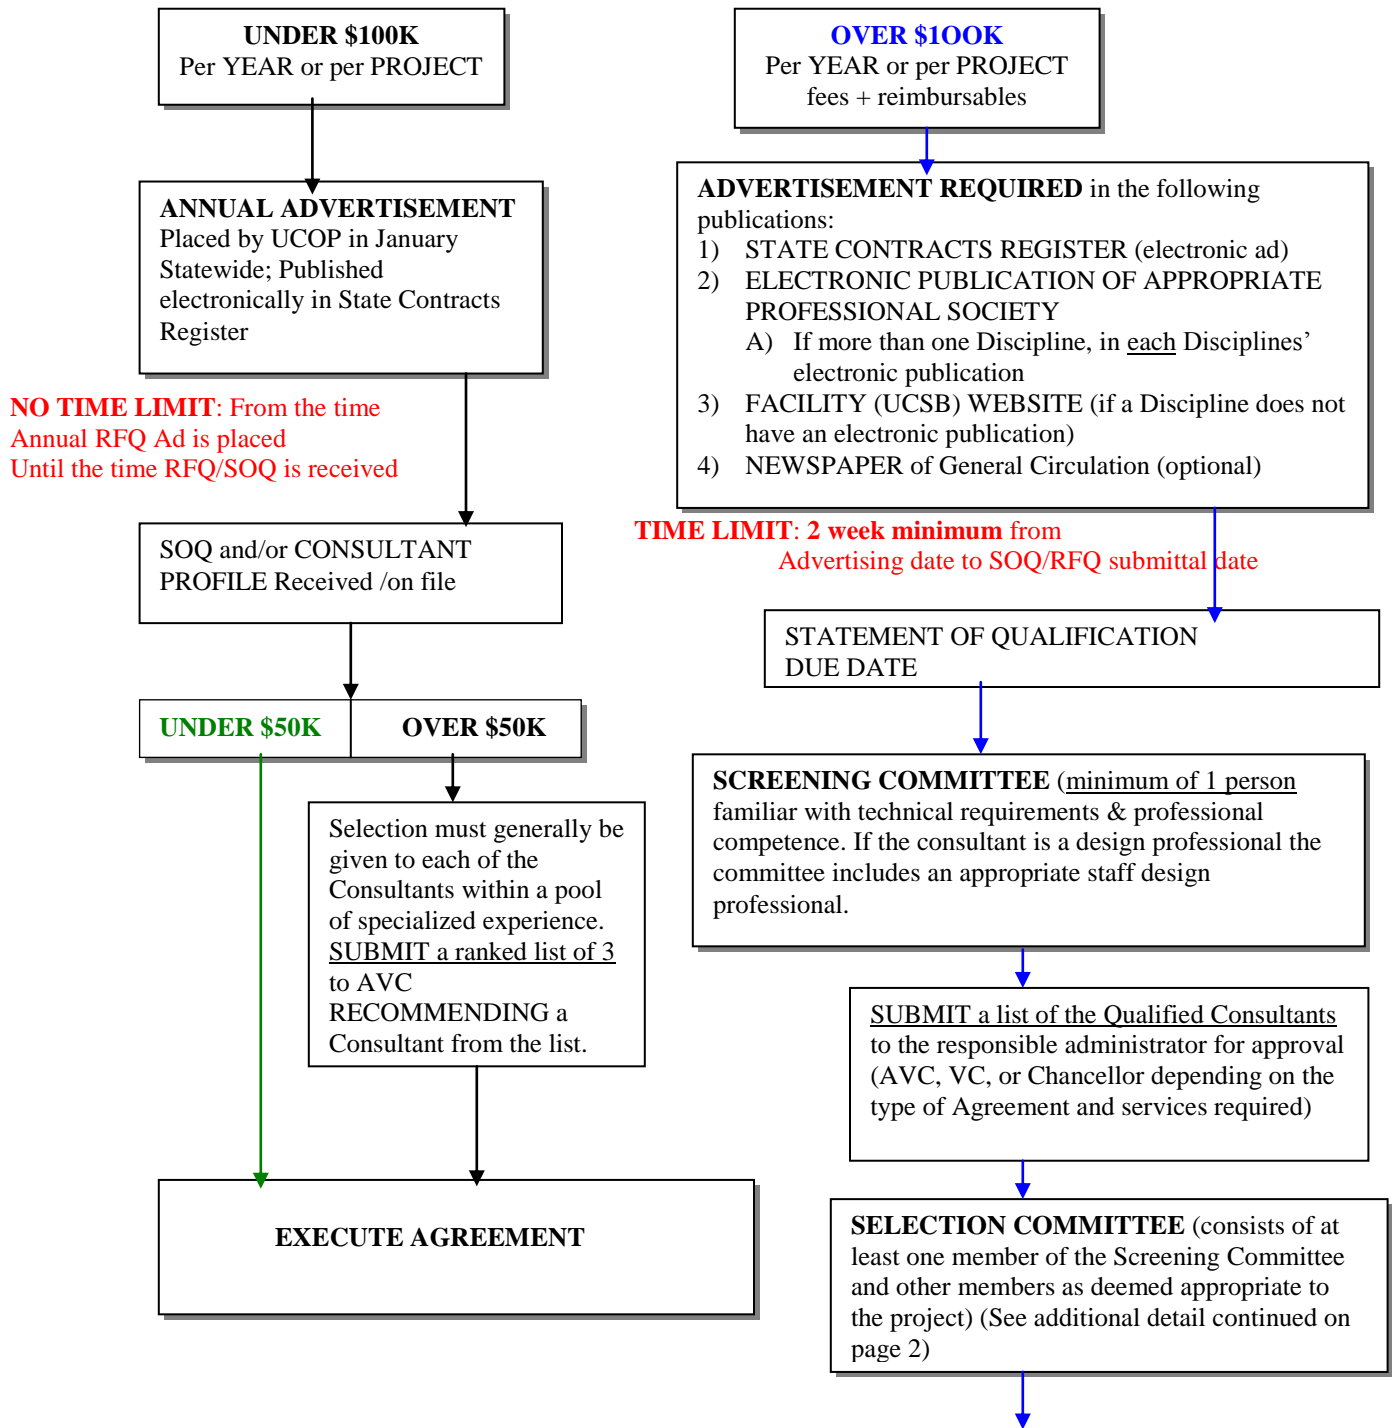 UNDER $100K
Per YEAR or per PROJECT
ANNUAL ADVERTISEMENT
Placed by UCOP in January
Statewide; Published
electronically in State Contracts
Register
NO TIME LIMIT: From the time
Annual RFQ Ad is placed
Until the time RFQ/SOQ is received
SOQ and/or CONSULTANT
PROFILE Received /on file
UNDER $50K
OVER $50K
Selection must generally be
given to each of the
Consultants within a pool
of specialized experience.
SUBMIT a ranked list of 3
to AVC
RECOMMENDING a
Consultant from the list.
EXECUTE AGREEMENT
OVER $1OOK
Per YEAR or per PROJECT
fees + reimbursables
ADVERTISEMENT REQUIRED in the following
publications:
1) STATE CONTRACTS REGISTER (electronic ad)
2) ELECTRONIC PUBLICATION OF APPROPRIATE
PROFESSIONAL SOCIETY
A) If more than one Discipline, in each Disciplines’
electronic publication
3) FACILITY (UCSB) WEBSITE (if a Discipline does not
have an electronic publication)
4) NEWSPAPER of General Circulation (optional)
TIME LIMIT: 2 week minimum from
Advertising date to SOQ/RFQ submittal date
STATEMENT OF QUALIFICATION
DUE DATE
SCREENING COMMITTEE (minimum of 1 person
familiar with technical requirements & professional
competence. If the consultant is a design professional the
committee includes an appropriate staff design
professional.
SUBMIT a list of the Qualified Consultants
to the responsible administrator for approval
(AVC, VC, or Chancellor depending on the
type of Agreement and services required)
SELECTION COMMITTEE (consists of at
least one member of the Screening Committee
and other members as deemed appropriate to
the project) (See additional detail continued on
page 2)